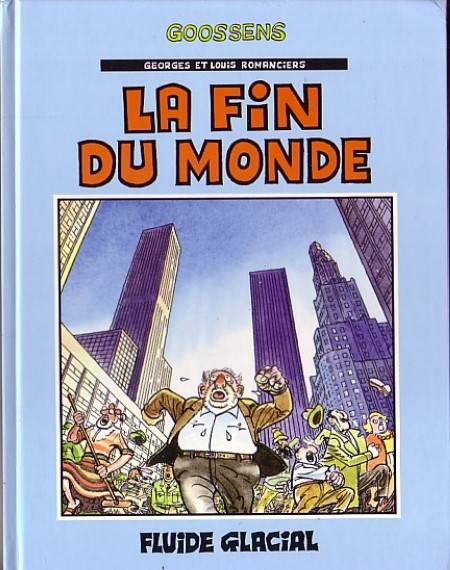 GOOSSENS
GEORGES ET LOUIS ROMANCIERS
LA FiN
DU MONDE
FLUIDE GLACIAL